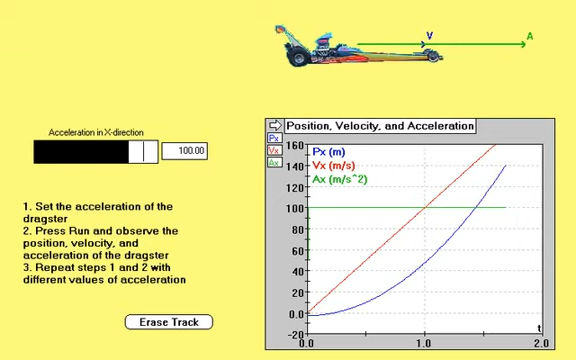 V
A
Acceleration in X-direction
100.00
Position, Velocity, and Acceleration
Px
Vx
Ax
Px (m)
Vx (m/s)
Ax (m/s^2)
160
140
120
100
80
60
40
20
0.0
-20
0.0
1.0
2.0
t
1. Set the acceleration of the
dragster
2. Press Run and observe the
position, velocity, and
acceleration of the dragster
3. Repeat steps 1 and 2 with
different values of acceleration
Erase Track